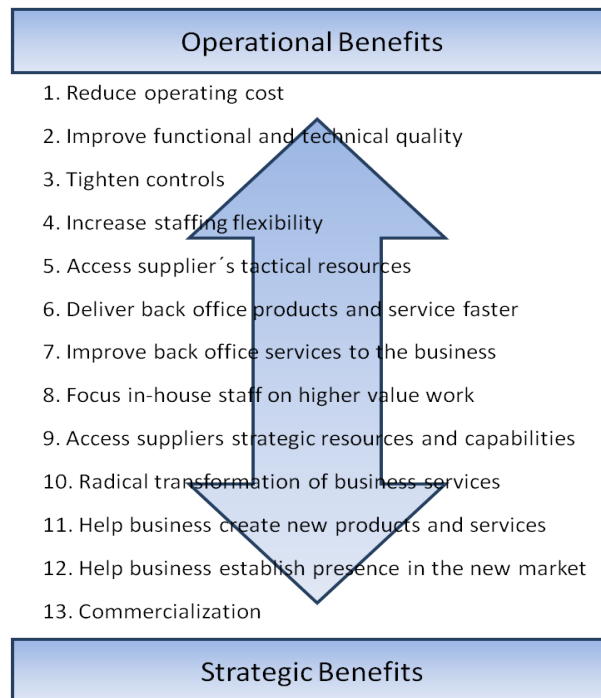 Operational Benefits
1. Reduce operating cost
2. Improve functional and technical quality
3. Tighten controls
4. Increase staffing flexibility
5. Access supplier´s tactical resources
6. Deliver back office products and service faster
7. Improve back office services to the business
8. Focus in-house staff on higher value work
9. Access suppliers strategic resources and capabilities
10. Radical transformation of business services
11. Help business create new products and services
12. Help business establish presence in the new market
13. Commercialization
Strategic Benefits